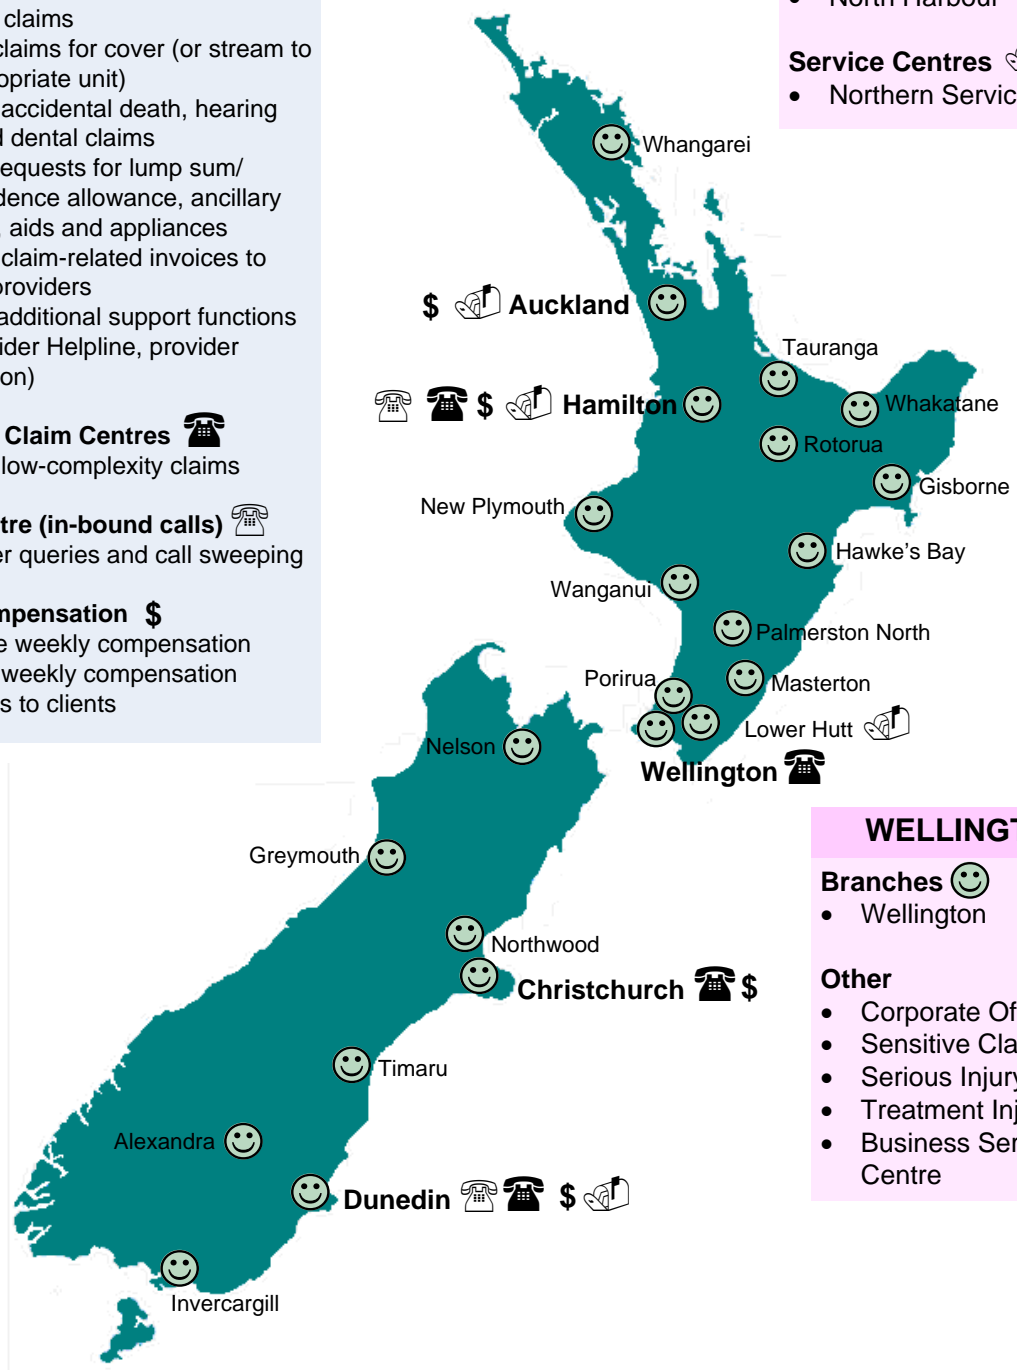 claims
claims for cover (or stream to
opriate unit)
accidental death, hearing
d dental claims
requests for lump sum/
dence allowance, ancillary
, aids and appliances
claim-related invoices to
providers
additional support functions
ider Helpline, provider
on)
Claim Centres
low-complexity claims
tre (in-bound calls)
er queries and call sweeping
mpensation $
e weekly compensation
weekly compensation
s to clients
• North Harbour
Service Centres
• Northern Servic
Whangarei
$ Auckland
Tauranga
$ Hamilton
Whakatane
Rotorua
Gisborne
New Plymouth
Hawke's Bay
Wanganui
Palmerston North
Porirua
Masterton
Lower Hutt
Nelson
Wellington
Greymouth
Northwood
Christchurch $
Timaru
Alexandra
Dunedin $
Invercargill
WELLINGT
Branches
• Wellington
Other
• Corporate Of
• Sensitive Cla
• Serious Injury
• Treatment Inj
• Business Ser
Centre